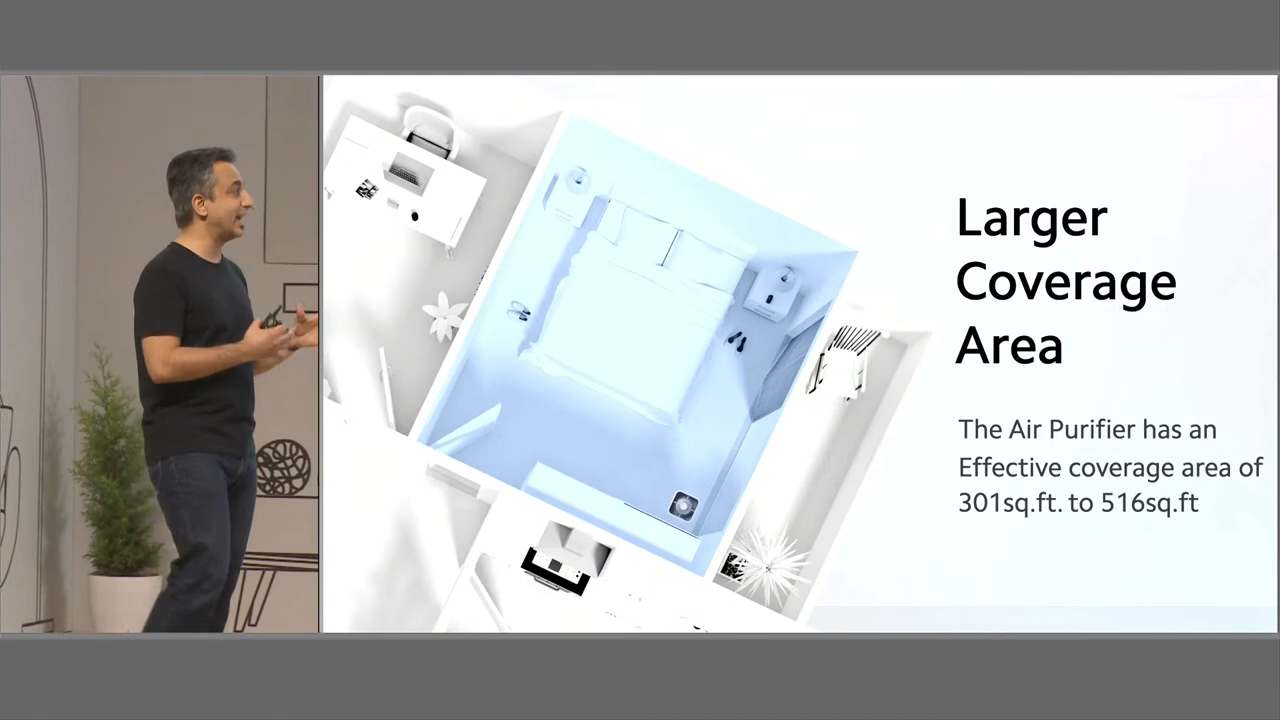 Larger
Coverage
Area
The Air Purifier has an
Effective coverage area of
301sq.ft. to 516sq.ft